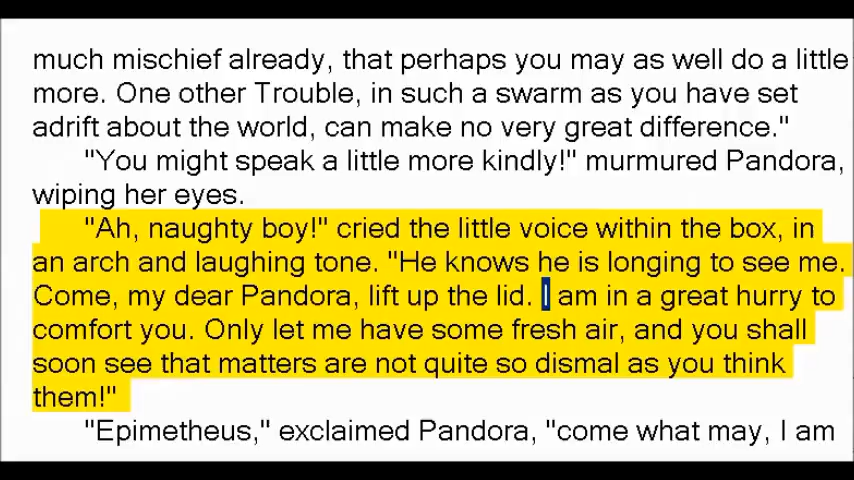 much mischief already, that perhaps you may as well do a little
more. One other Trouble, in such a swarm as you have set
adrift about the world, can make no very great difference."
"You might speak a little more kindly!" murmured Pandora,
wiping her eyes.
"Ah, naughty boy!" cried the little voice within the box, in
an arch and laughing tone. "He knows he is longing to see me.
Come, my dear Pandora, lift up the lid. I am in a great hurry to
comfort you. Only let me have some fresh air, and you shall
soon see that matters are not quite so dismal as you think
them!"
"Epimetheus," exclaimed Pandora, "come what may, I am